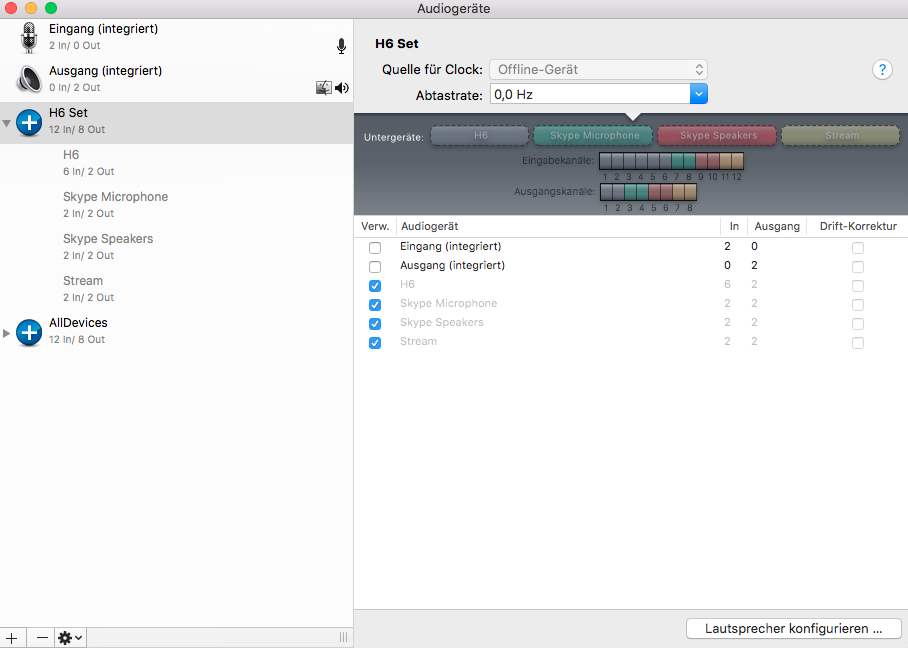 Audiogeräte
Eingang (integriert)
2 In/ 0 Out
Ausgang (integriert)
0 In/ 2 Out
H6 Set
12 In/ 8 Out
H6
6 In/ 2 Out
Skype Microphone
2 In/ 2 Out
Skype Speakers
2 In/ 2 Out
Stream
2 In/ 2 Out
AllDevices
12 In/ 8 Out
H6 Set
Quelle für Clock: Offline-Gerät
?
Abtastrate: 0,0 Hz
Untergeräte: H6 Skype Microphone Skype Speakers Stream
Eingabekanäle:
1 2 3 4 5 6 7 8 9 10 11 12
Ausgangskanäle:
1 2 3 4 5 6 7 8
Verw. Audiogerät In Ausgang Drift-Korrektur
Eingang (integriert) 2 0
Ausgang (integriert) 0 2
H6 6 2
Skype Microphone 2 2
Skype Speakers 2 2
Stream 2 2
Lautsprecher konfigurieren ...